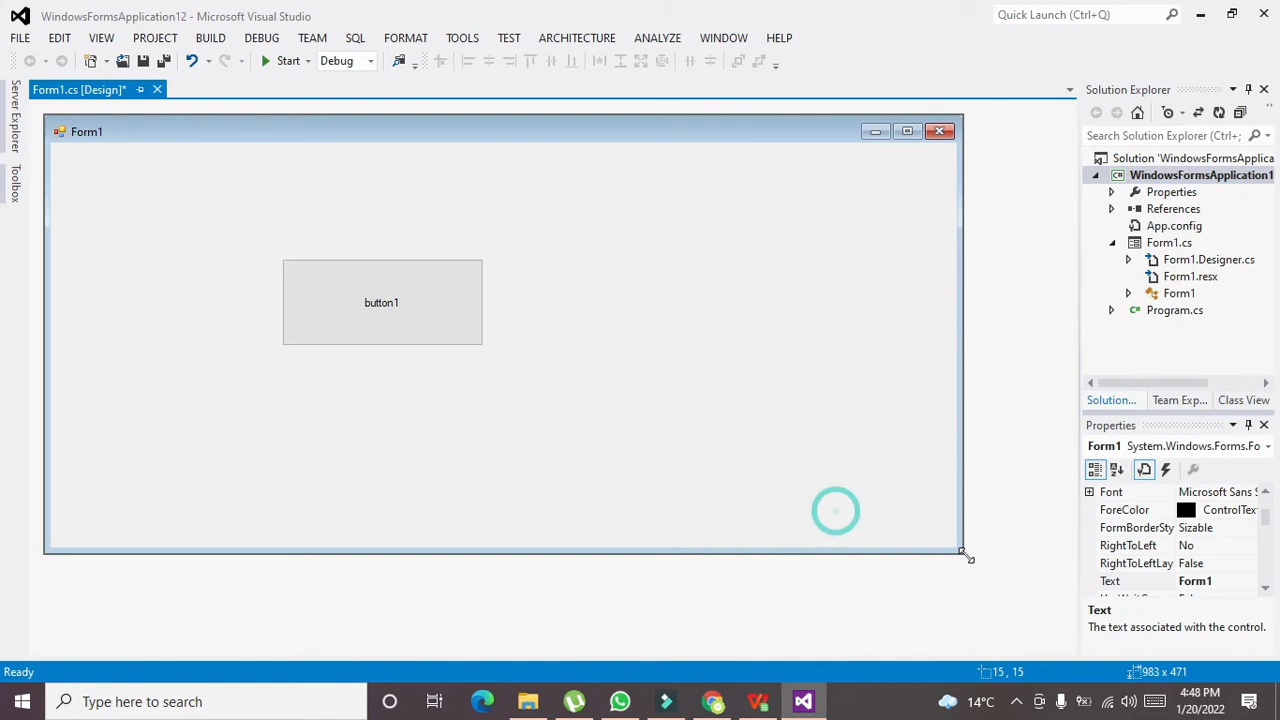 WindowsFormsApplication12 - Microsoft Visual Studio
Quick Launch (Ctrl+Q)
FILE EDIT VIEW PROJECT BUILD DEBUG TEAM SQL FORMAT TOOLS TEST ARCHITECTURE ANALYZE WINDOW HELP
Start Debug
Form1.cs [Design]*
Server Explorer
Toolbox
Form1
button1
Solution Explorer
Search Solution Explorer (Ctrl+;
Solution 'WindowsFormsApplica
WindowsFormsApplication1
Properties
References
App.config
Form1.cs
Form1.Designer.cs
Form1.resx
Form1
Program.cs
Solution... Team Exp... Class View
Properties
Form1 System.Windows.Forms.Fo
Font Microsoft Sans S
ForeColor ControlText
FormBorderSty Sizable
RightToLeft No
RightToLeftLay False
Text Form1
Text
The text associated with the control.
Ready
15 , 15
983 x 471
Type here to search
14°C
4:48 PM
1/20/2022